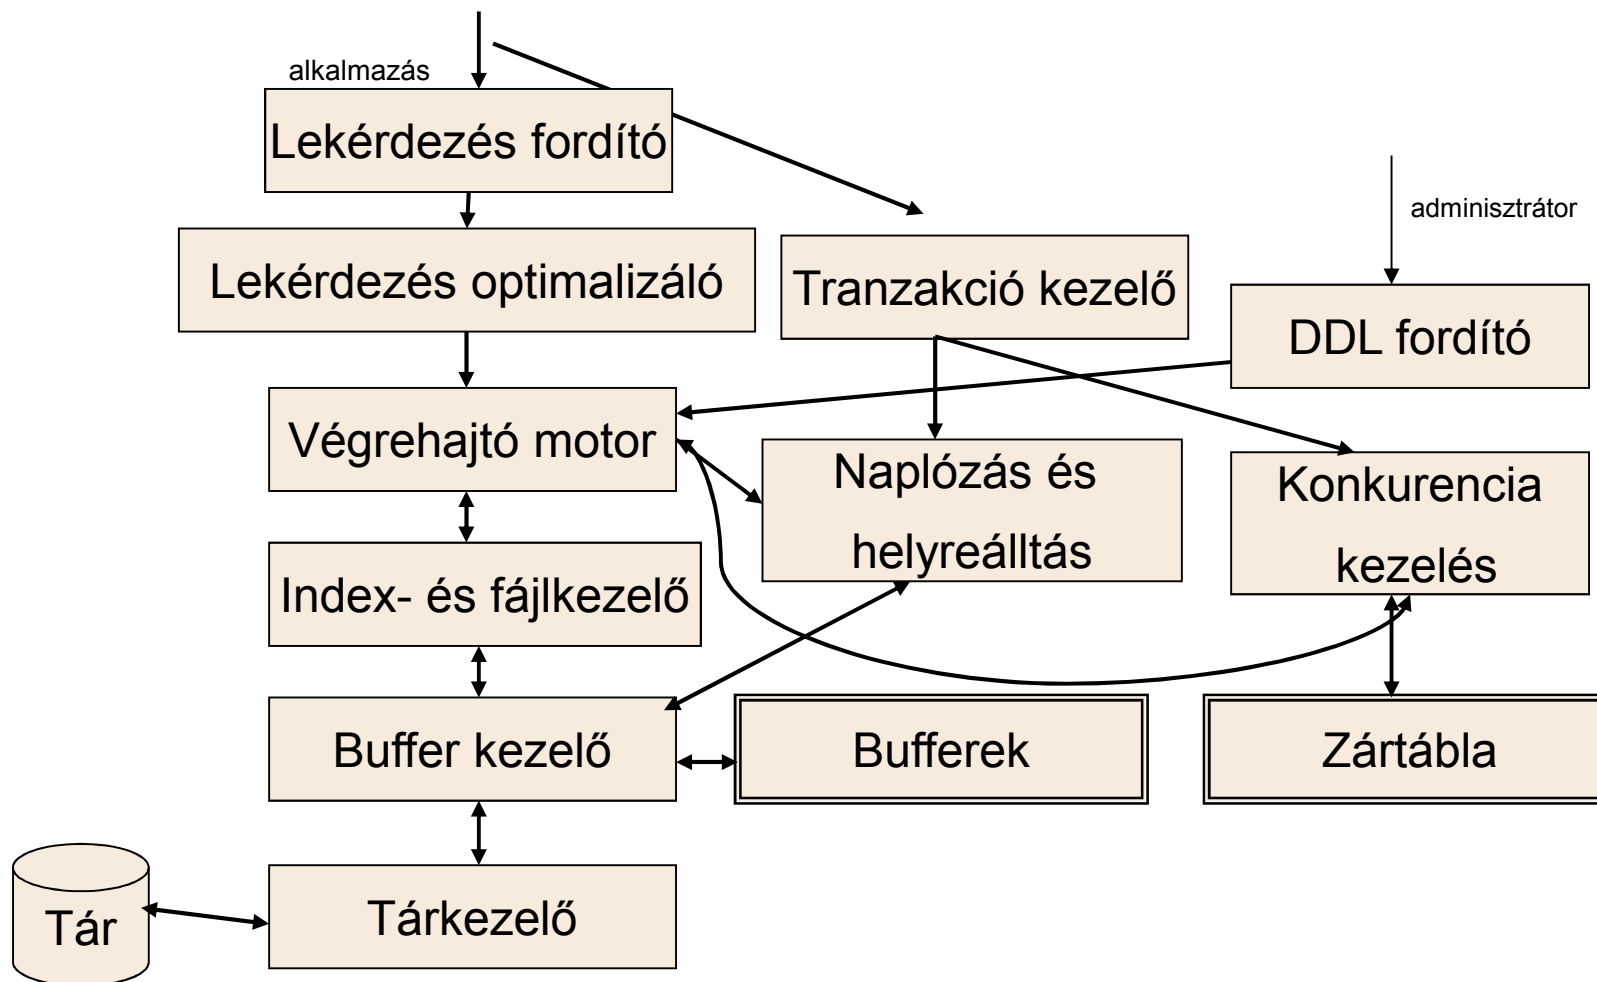 alkalmazás
Lekérdezés fordító
adminisztrátor
Lekérdezés optimalizáló
Tranzakció kezelő
DDL fordító
Végrehajtó motor
Naplózás és
helyreálltás
Konkurencia
kezelés
Index- és fájlkezelő
Buffer kezelő
Bufferek
Zártábla
Tár
Tárkezelő